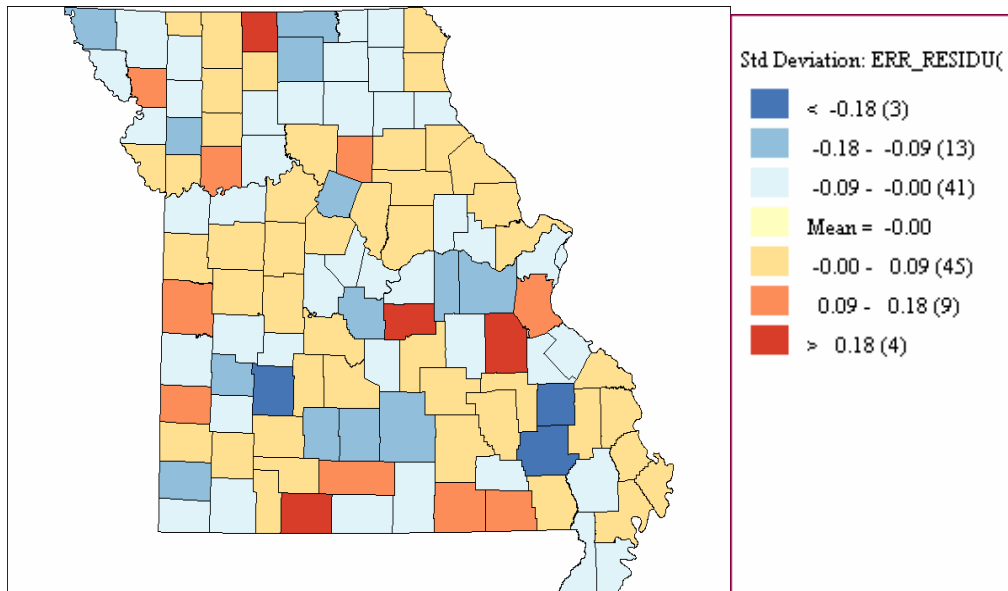 Std Deviation: ERR_RESIDU(
< -0.18 (3)
-0.18 - -0.09 (13)
-0.09 - -0.00 (41)
Mean = -0.00
-0.00 - 0.09 (45)
0.09 - 0.18 (9)
> 0.18 (4)